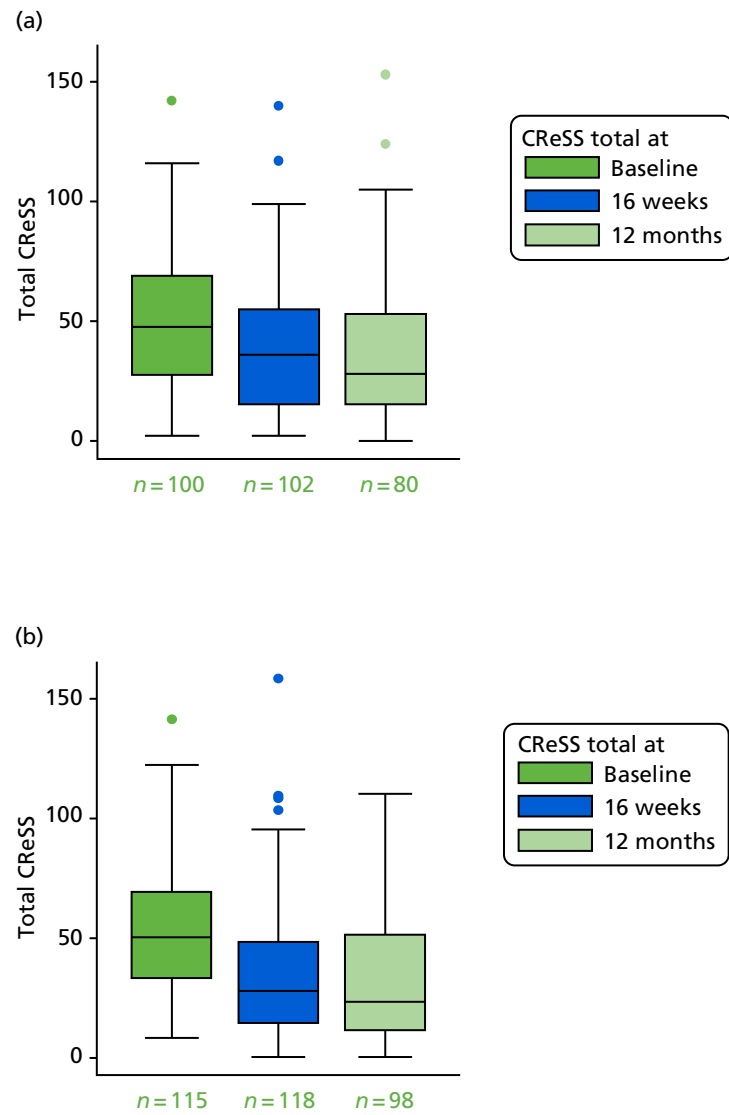 (a)
150
100
50
0
Total CReSS
n = 100
n = 102
n = 80
CReSS total at
Baseline
16 weeks
12 months
(b)
150
100
50
0
Total CReSS
n = 115
n = 118
n = 98
CReSS total at
Baseline
16 weeks
12 months